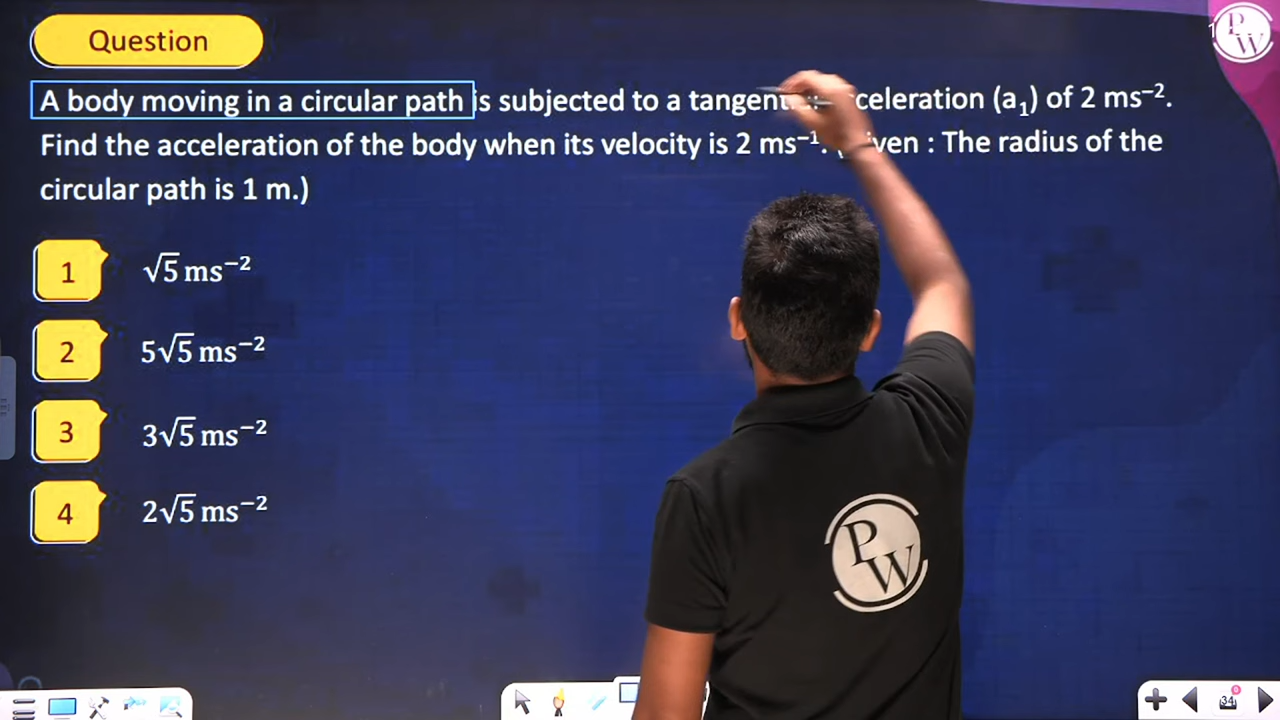 Question
A body moving in a circular path is subjected to a (a₁) of 2 ms⁻².
Find the acceleration of the body when its velocity is 2 ms⁻¹. : The radius of the
circular path is 1 m.)
1 √5 ms⁻²
2 5√5 ms⁻²
3 3√5 ms⁻²
4 2√5 ms⁻²
PW
PW
34